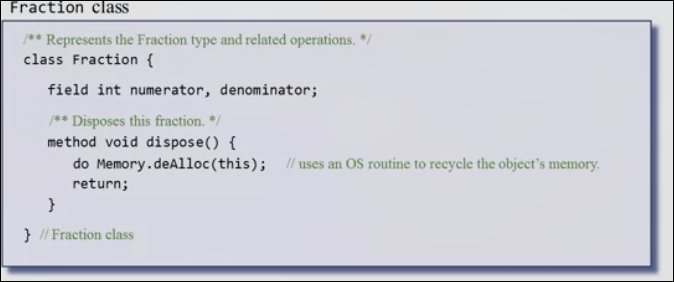 Fraction class
/** Represents the Fraction type and related operations. */
class Fraction {
field int numerator, denominator;
/** Disposes this fraction. */
method void dispose() {
do Memory.deAlloc(this); // uses an OS routine to recycle the object's memory.
return;
}
} // Fraction class